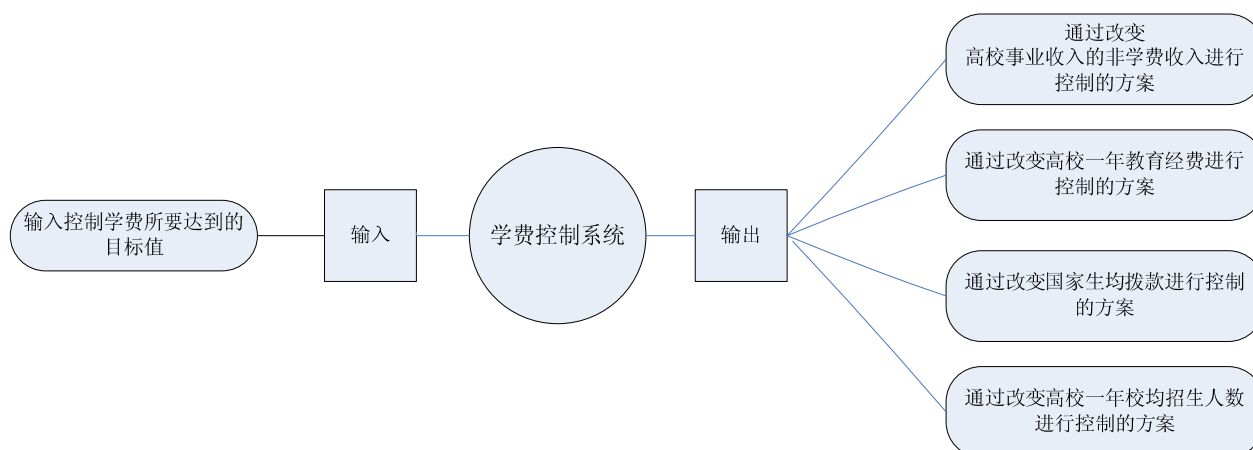 输入控制学费所要达到的
目标值
输入
学费控制系统
输出
通过改变
高校事业收入的非学费收入进行
控制的方案
通过改变高校一年教育经费进行
控制的方案
通过改变国家生均拨款进行控制
的方案
通过改变高校一年校均招生人数
进行控制的方案